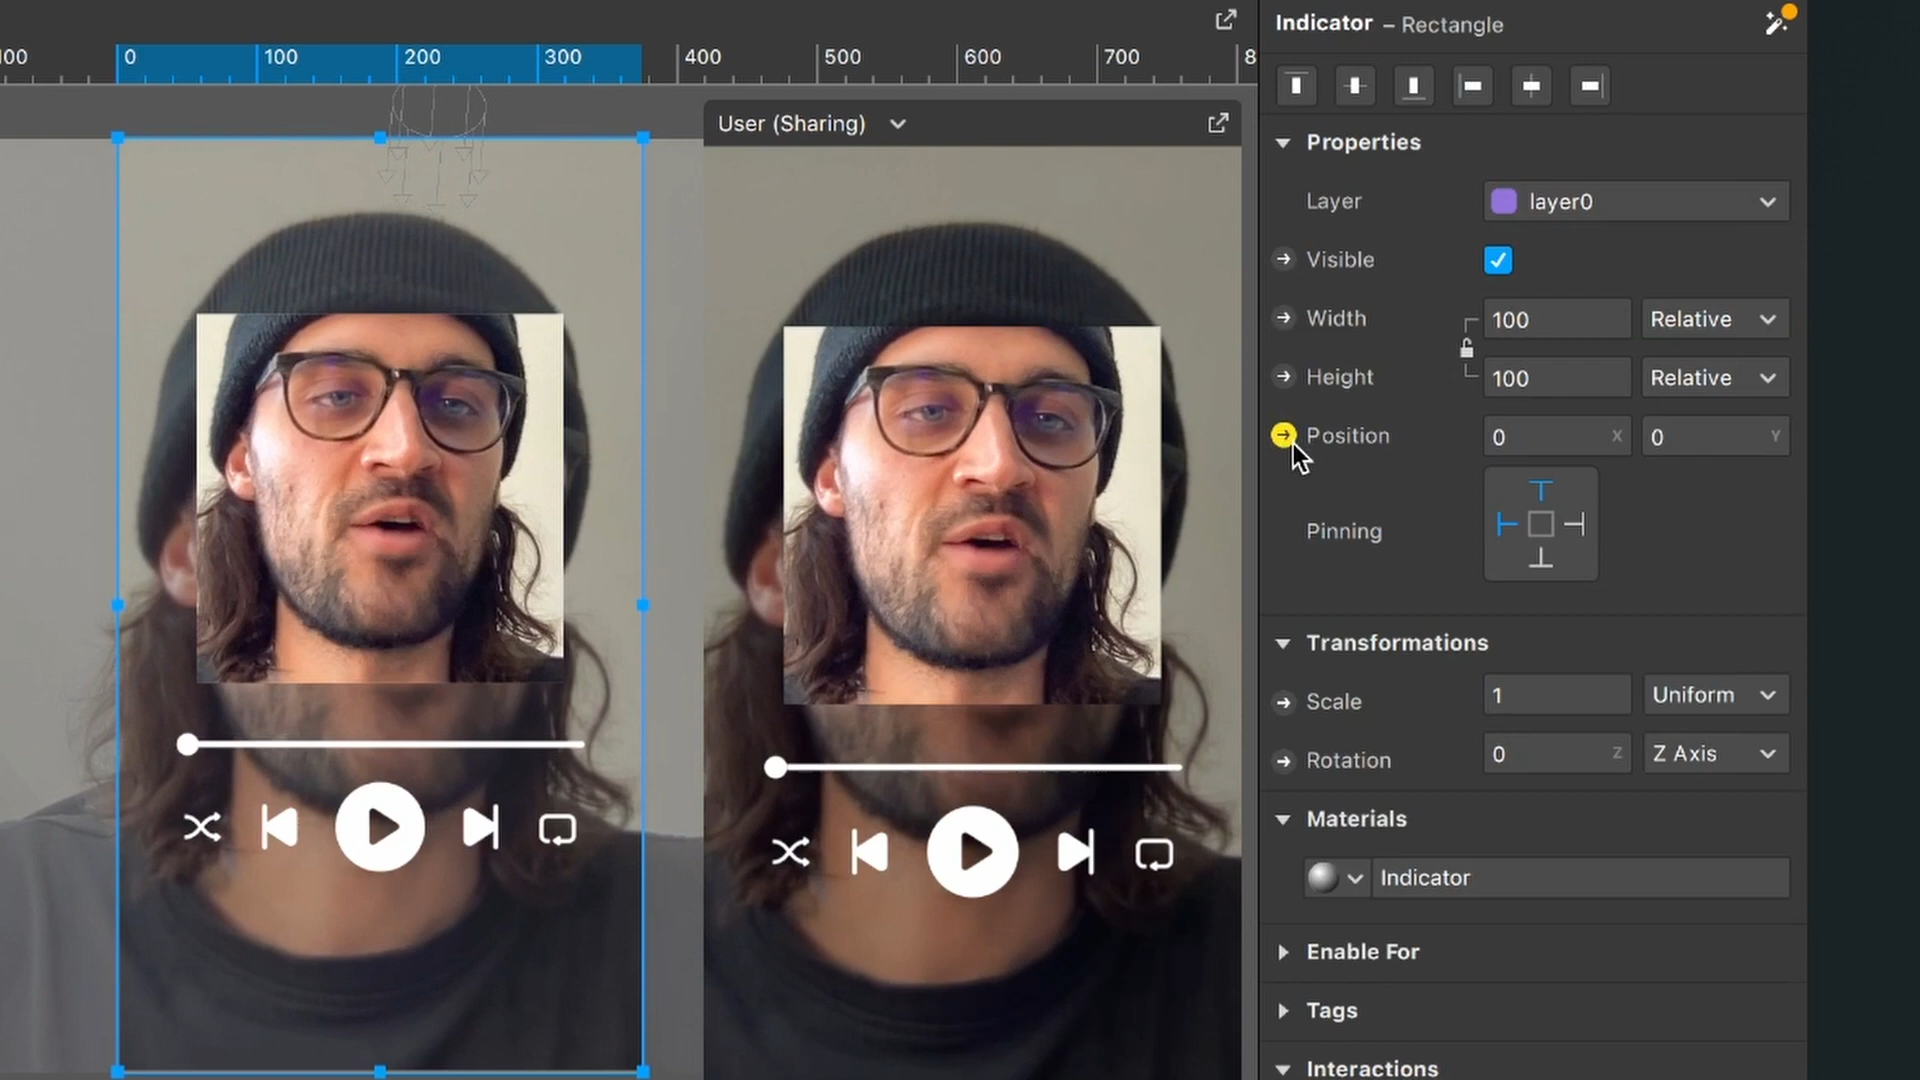 Indicator – Rectangle
00 0 100 200 300 400 500 600 700 8
User (Sharing)
Properties
Layer layer0
Visible
Width 100 Relative
Height 100 Relative
Position 0 X 0 Y
Pinning
Transformations
Scale 1 Uniform
Rotation 0 Z Z Axis
Materials
Indicator
Enable For
Tags
Interactions